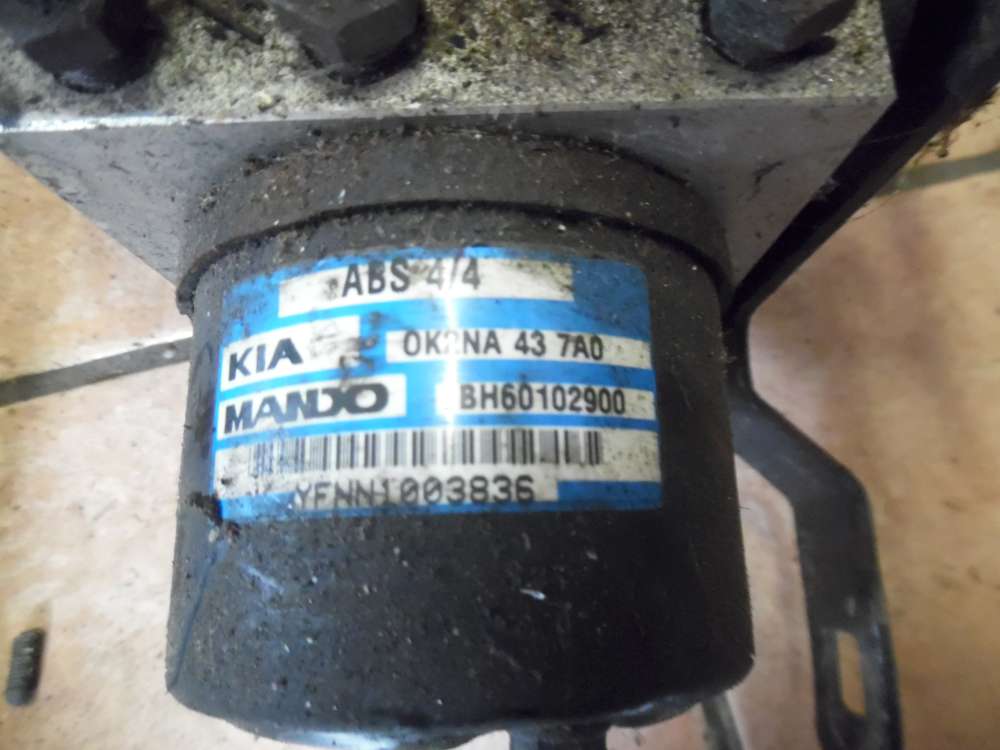 ABS 4/4
KIA 0K2NA 43 7A0
MANDO BH60102900
YFNN1003836